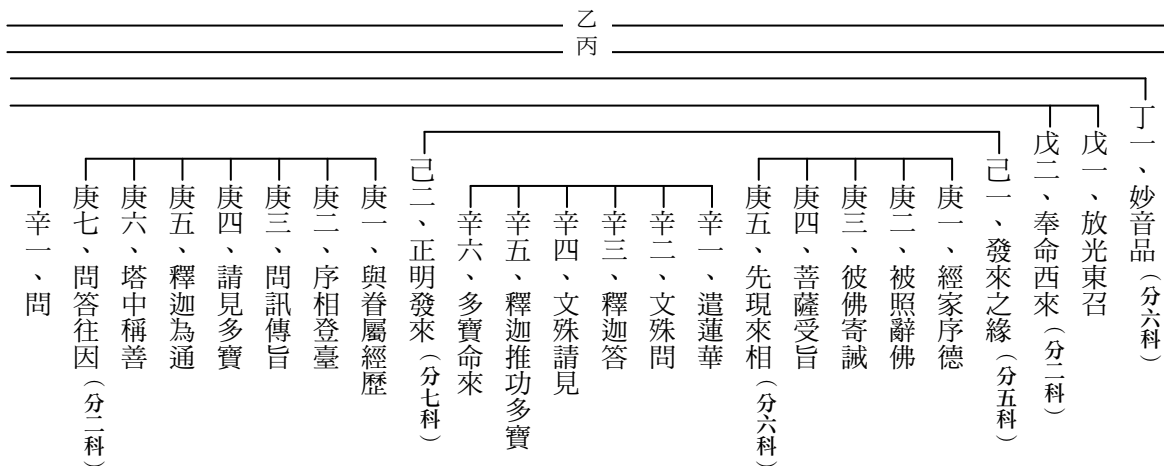 乙
丙
丁一、妙音品（分六科）
戊一、放光東召
戊二、奉命西來（分二科）
己一、發來之緣（分五科）
庚一、經家序德
庚二、被照辭佛
庚三、彼佛寄誡
庚四、菩薩受旨
庚五、先現來相（分六科）
辛一、遣蓮華
辛二、文殊問
辛三、釋迦答
辛四、文殊請見
辛五、釋迦推功多寶
辛六、多寶命來
己二、正明發來（分七科）
庚一、與眷屬經歷
庚二、序相登臺
庚三、問訊傳旨
庚四、請見多寶
庚五、釋迦為通
庚六、塔中稱善
庚七、問答往因（分二科）
辛一、問